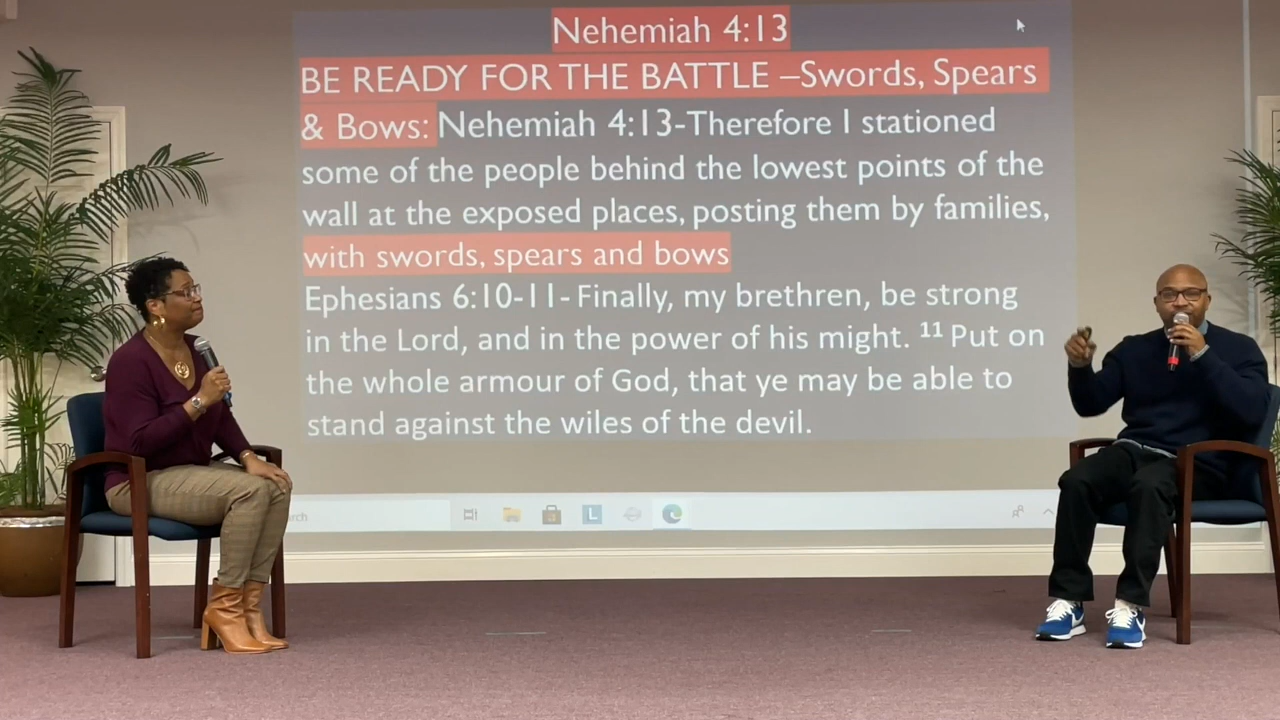 Nehemiah 4:13
BE READY FOR THE BATTLE –Swords, Spears
& Bows: Nehemiah 4:13-Therefore I stationed
some of the people behind the lowest points of the
wall at the exposed places, posting them by families,
with swords, spears and bows
Ephesians 6:10-11- Finally, my brethren, be strong
in the Lord, and in the power of his might. ¹¹ Put on
the whole armour of God, that ye may be able to
stand against the wiles of the devil.
L